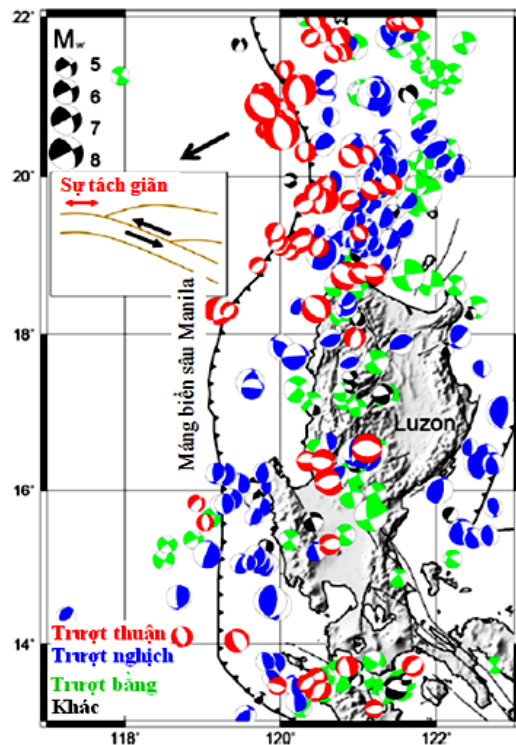 22°
20°
18°
16°
14°
118°
120°
122°
Mw
5
6
7
8
Sự tách giãn
Máng biển sâu Manila
Luzon
Trượt thuận
Trượt nghịch
Trượt bằng
Khác